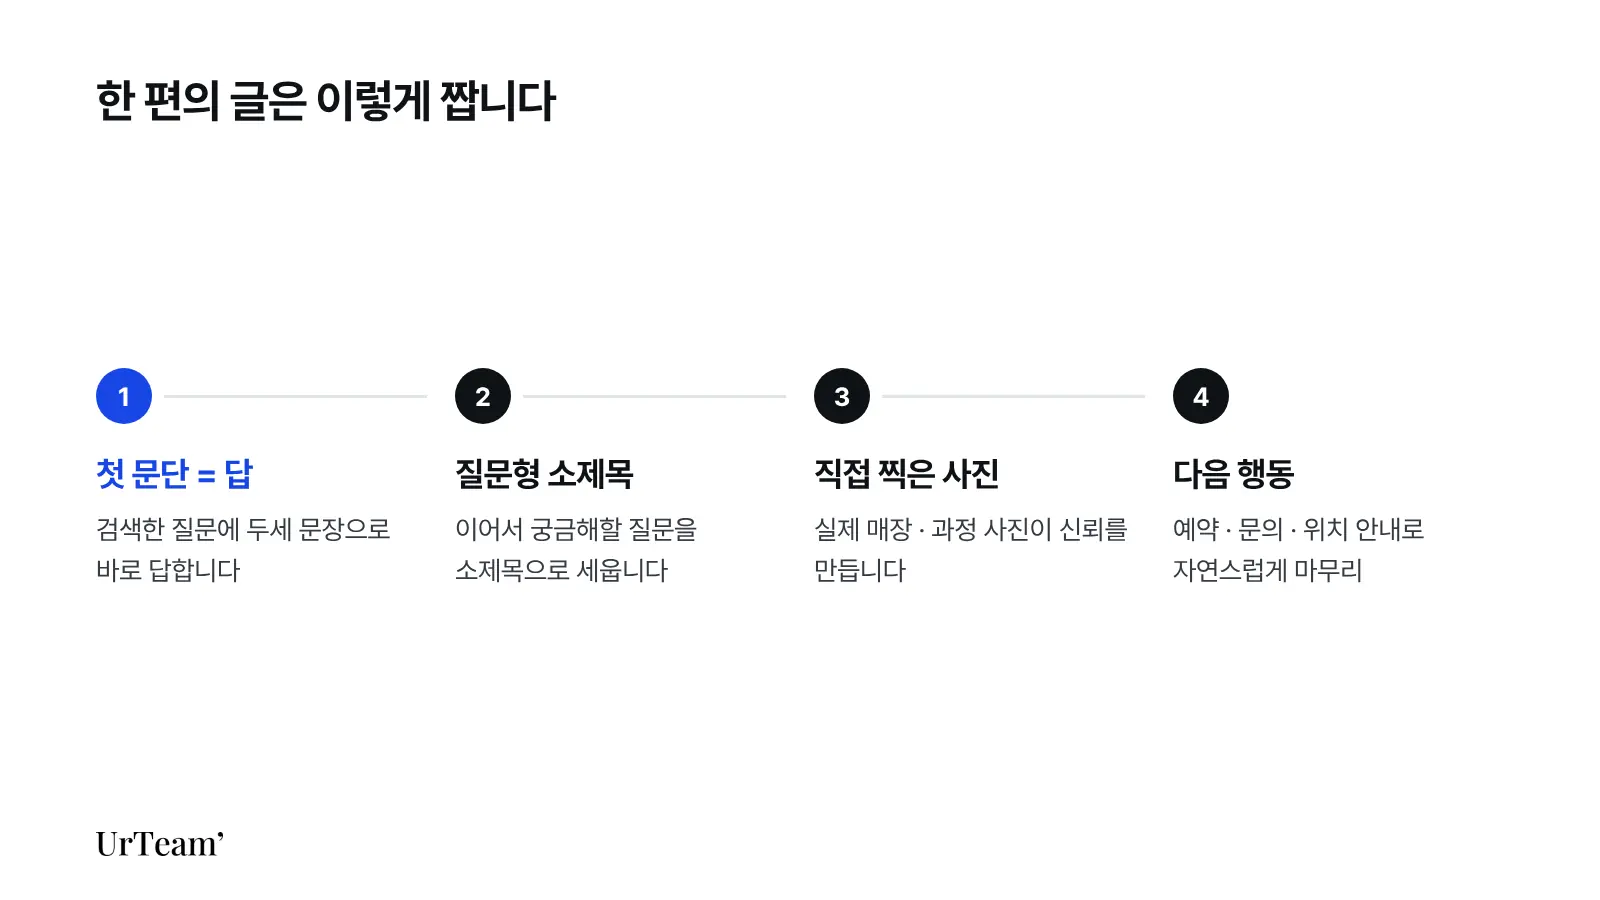 한 편의 글은 이렇게 짭니다
1
첫 문단 = 답
검색한 질문에 두세 문장으로
바로 답합니다
2
질문형 소제목
이어서 궁금해할 질문을
소제목으로 세웁니다
3
직접 찍은 사진
실제 매장 · 과정 사진이 신뢰를
만듭니다
4
다음 행동
예약 · 문의 · 위치 안내로
자연스럽게 마무리
UrTeam’